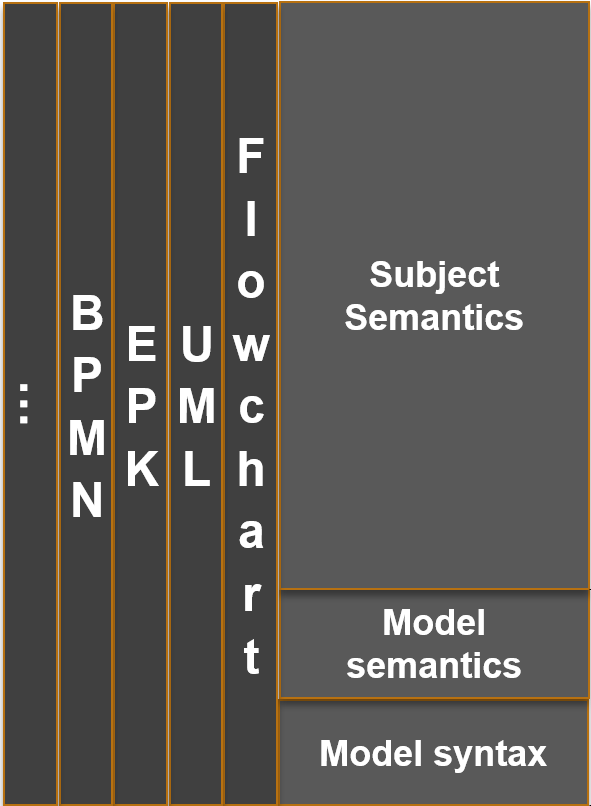 ⋮
BPMN
EPK
UML
Flowchart
Subject
Semantics
Model
semantics
Model syntax